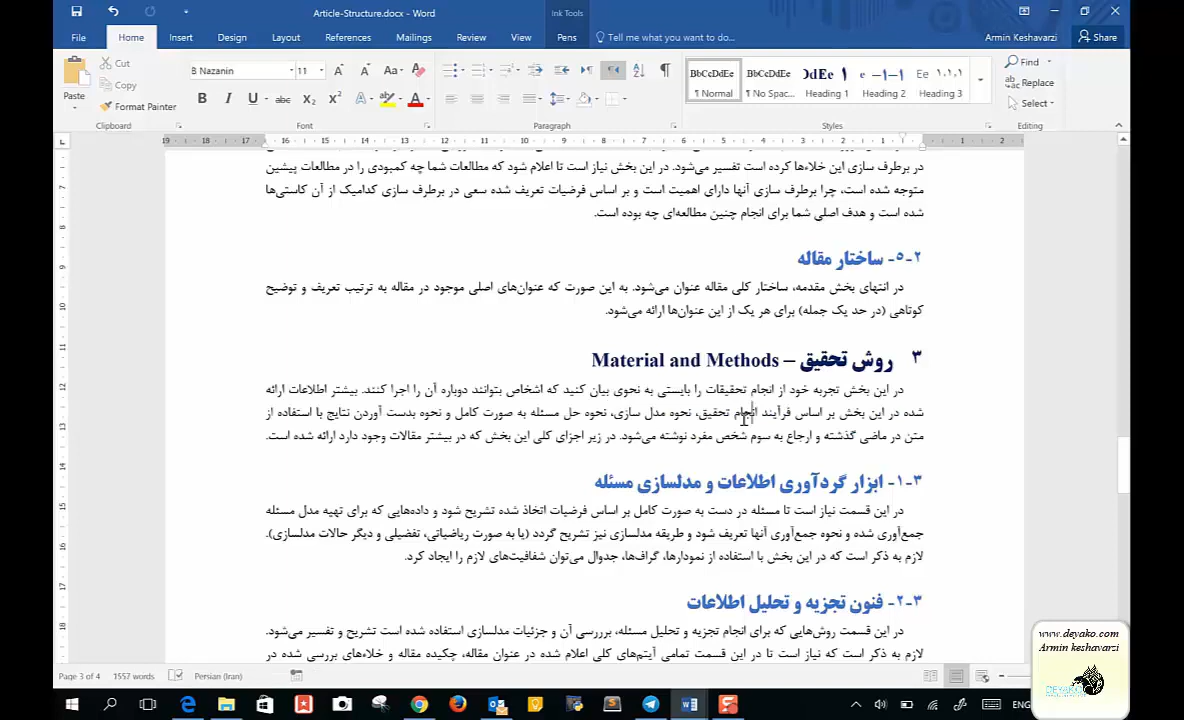 Article-Structure.docx - Word
Ink Tools
File Home Insert Design Layout References Mailings Review View Pens Tell me what you want to do...
Armin Keshavarzi Share
Paste
Cut
Copy
Format Painter
Clipboard
B Nazanin 11
Font
Paragraph
AaBbCcDdEe
¶ Normal
¶ No Spac...
Heading 1
Heading 2
Heading 3
Styles
Find
Replace
Select
Editing
در برطرف سازی این خلاءها کرده است تفسیر می‌شود. در این بخش نیاز است تا اعلام شود که مطالعات شما چه کمبودی را در مطالعات پیشین
متوجه شده است، چرا برطرف سازی آنها دارای اهمیت است و بر اساس فرضیات تعریف شده سعی در برطرف سازی کدامیک از آن کاستی‌ها
شده است و هدف اصلی شما برای انجام چنین مطالعه‌ای چه بوده است.
۲-۵- ساختار مقاله
در انتهای بخش مقدمه، ساختار کلی مقاله عنوان می‌شود. به این صورت که عنوان‌های اصلی موجود در مقاله به ترتیب تعریف و توضیح
کوتاهی (در حد یک جمله) برای هر یک از این عنوان‌ها ارائه می‌شود.
۳ روش تحقیق – Material and Methods
در این بخش تجربه خود از انجام تحقیقات را بایستی به نحوی بیان کنید که اشخاص بتوانند دوباره آن را اجرا کنند. بیشتر اطلاعات ارائه
شده در این بخش بر اساس فرآیند انجام تحقیق، نحوه مدل سازی، نحوه حل مسئله به صورت کامل و نحوه بدست آوردن نتایج با استفاده از
متن در ماضی گذشته و ارجاع به سوم شخص مفرد نوشته می‌شود. در زیر اجزای کلی این بخش که در بیشتر مقالات وجود دارد ارائه شده است.
۳-۱- ابزار گردآوری اطلاعات و مدلسازی مسئله
در این قسمت نیاز است تا مسئله در دست به صورت کامل بر اساس فرضیات اتخاذ شده تشریح شود و داده‌هایی که برای تهیه مدل مسئله
جمع‌آوری شده و نحوه جمع‌آوری آنها تعریف شود و طریقه مدلسازی نیز تشریح گردد (یا به صورت ریاضیاتی، تفضیلی و دیگر حالات مدلسازی).
لازم به ذکر است که در این بخش با استفاده از نمودارها، گراف‌ها، جداول می‌توان شفافیت‌های لازم را ایجاد کرد.
۳-۲- فنون تجزیه و تحلیل اطلاعات
در این قسمت روش‌هایی که برای انجام تجزیه و تحلیل مسئله، برررسی آن و جزئیات مدلسازی استفاده شده است تشریح و تفسیر می‌شود.
لازم به ذکر است که نیاز است تا در این قسمت تمامی آیتم‌های کلی اعلام شده در عنوان مقاله، چکیده مقاله و خلاءهای بررسی شده در
Page 3 of 4 1557 words Persian (Iran)
www.deyako.com
Armin keshavarzi
DEYAKO
ENG